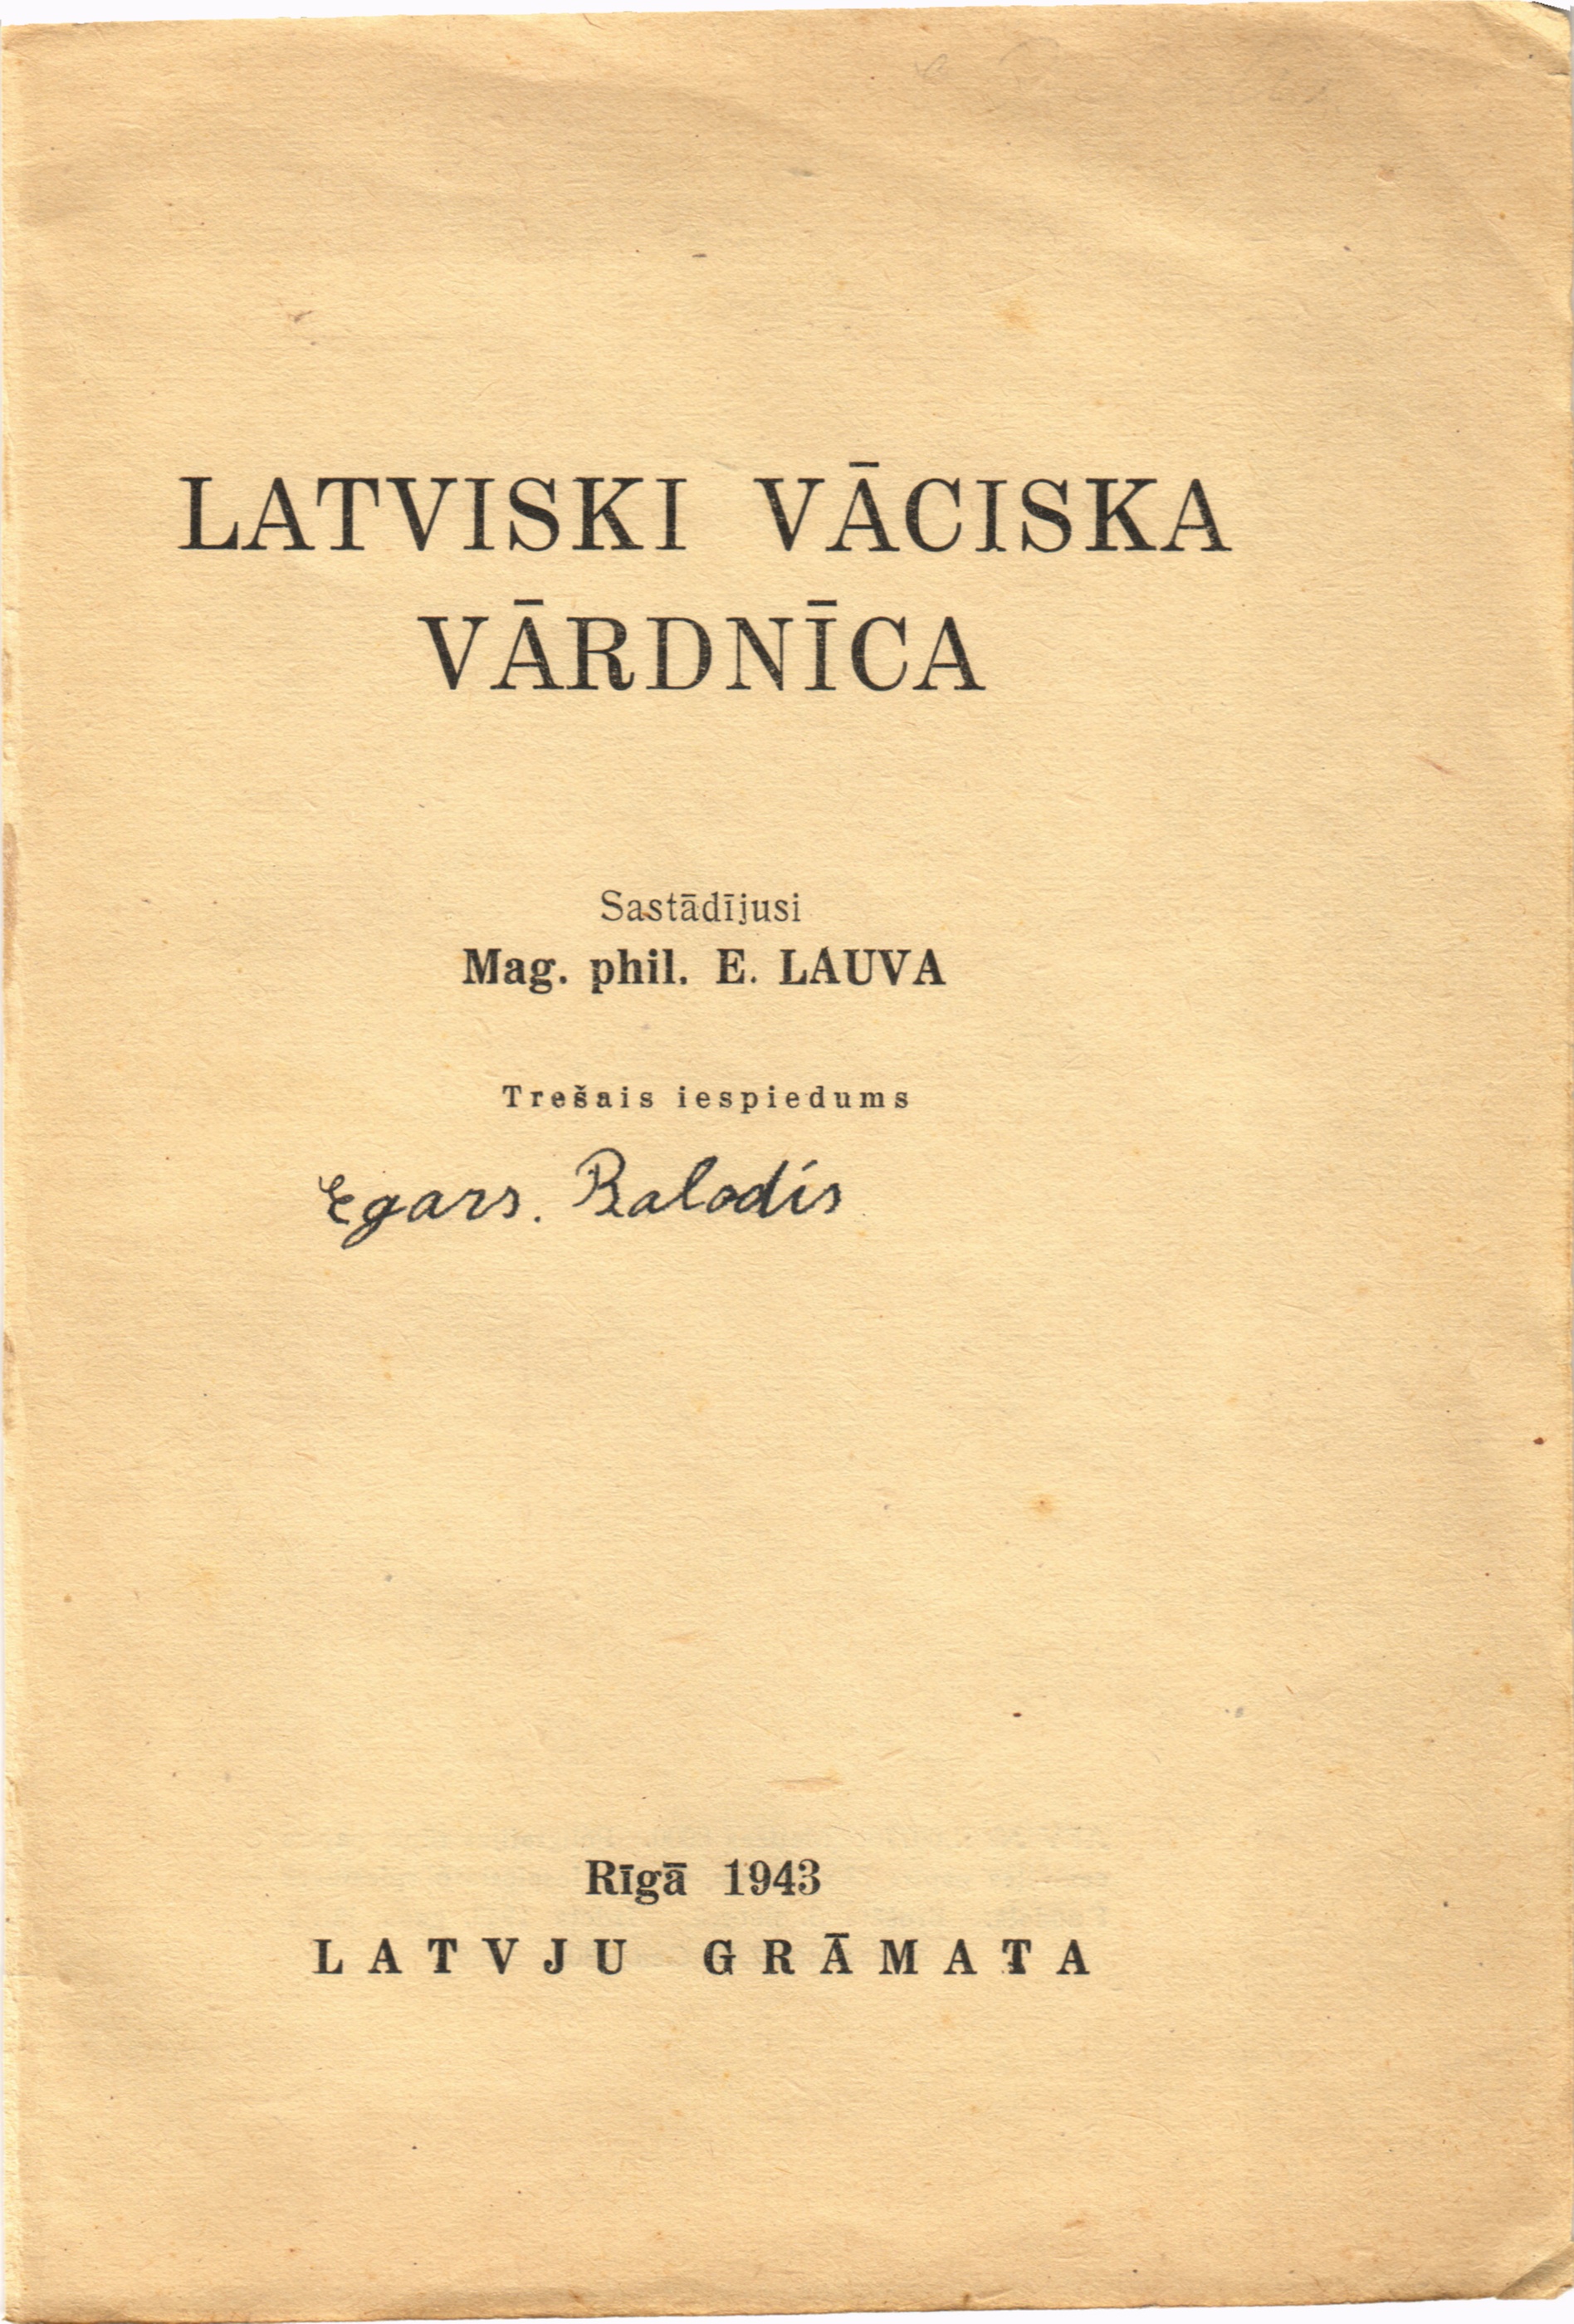 LATVISKI VĀCISKA
VĀRDNĪCA
Sastādījusi
Mag. phil. E. LAUVA
Trešais iespiedums
Egars. Balodis
Rīgā 1943
LATVJU GRĀMATA